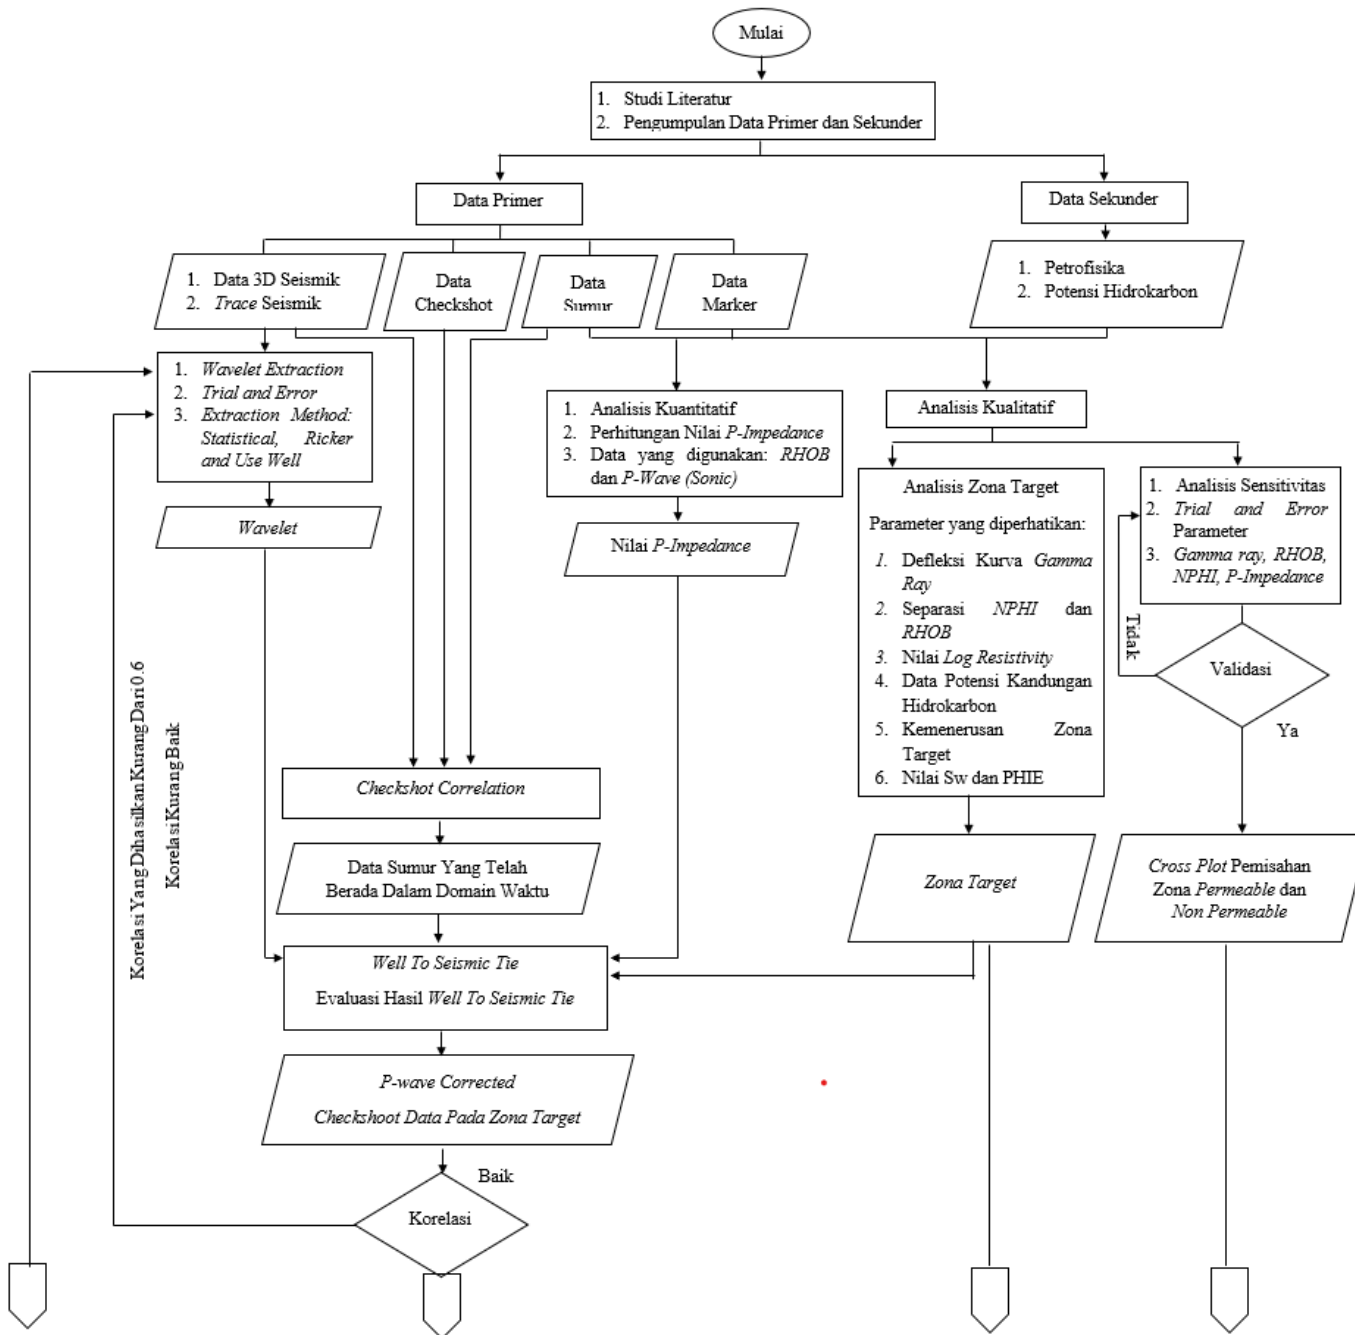 Mulai
1. Studi Literatur
2. Pengumpulan Data Primer dan Sekunder
Data Primer
Data Sekunder
1. Data 3D Seismik
2. Trace Seismik
Data
Checkshot
Data
Sumur
Data
Marker
1. Petrofisika
2. Potensi Hidrokarbon
1. Wavelet Extraction
2. Trial and Error
3. Extraction Method:
Statistical, Ricker
and Use Well
Wavelet
1. Analisis Kuantitatif
2. Perhitungan Nilai P-Impedance
3. Data yang digunakan: RHOB
dan P-Wave (Sonic)
Nilai P-Impedance
Analisis Kualitatif
Analisis Zona Target
Parameter yang diperhatikan:
1. Defleksi Kurva Gamma
Ray
2. Separasi NPHI dan
RHOB
3. Nilai Log Resistivity
4. Data Potensi Kandungan
Hidrokarbon
5. Kemenerusan Zona
Target
6. Nilai Sw dan PHIE
1. Analisis Sensitivitas
2. Trial and Error
Parameter
3. Gamma ray, RHOB,
NPHI, P-Impedance
Tidak
Validasi
Ya
Korelasi Yang Dihasilkan Kurang Dari 0.6
Korelasi Kurang Baik
Checkshot Correlation
Data Sumur Yang Telah
Berada Dalam Domain Waktu
Zona Target
Cross Plot Pemisahan
Zona Permeable dan
Non Permeable
Well To Seismic Tie
Evaluasi Hasil Well To Seismic Tie
P-wave Corrected
Checkshoot Data Pada Zona Target
Baik
Korelasi